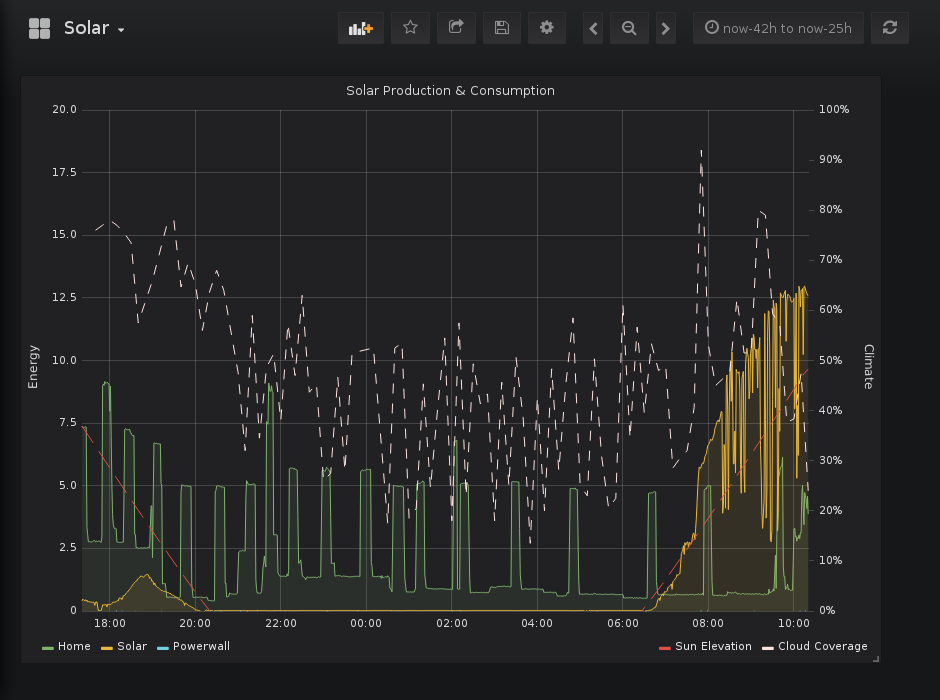 Solar
now-42h to now-25h
Solar Production & Consumption
20.0 100%
90%
17.5
80%
15.0
70%
12.5 60%
Energy 10.0 50% Climate
40%
7.5
30%
5.0
20%
2.5
10%
0 0%
18:00 20:00 22:00 00:00 02:00 04:00 06:00 08:00 10:00
Home Solar Powerwall Sun Elevation Cloud Coverage